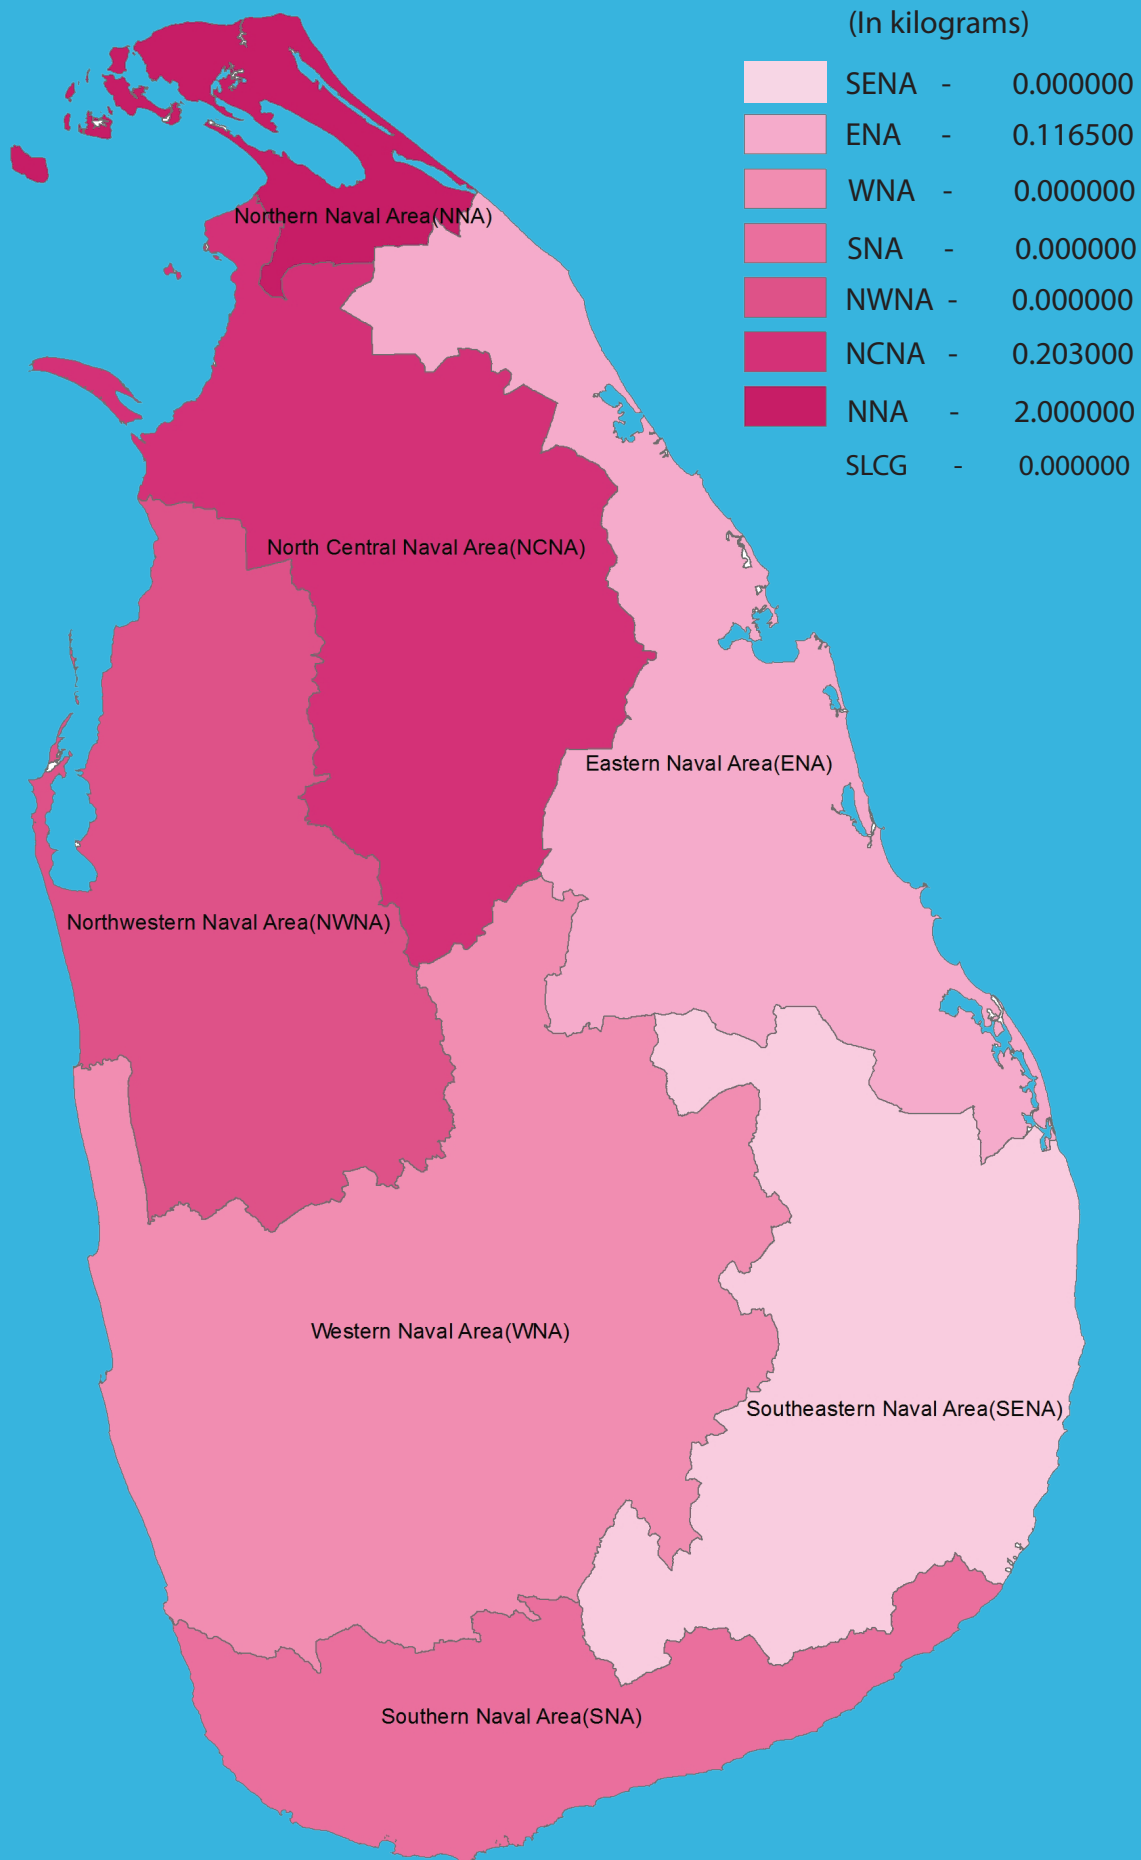 (In kilograms)
SENA - 0.000000
ENA - 0.116500
WNA - 0.000000
SNA - 0.000000
NWNA - 0.000000
NCNA - 0.203000
NNA - 2.000000
SLCG - 0.000000
Northern Naval Area(NNA)
North Central Naval Area(NCNA)
Eastern Naval Area(ENA)
Northwestern Naval Area(NWNA)
Western Naval Area(WNA)
Southeastern Naval Area(SENA)
Southern Naval Area(SNA)